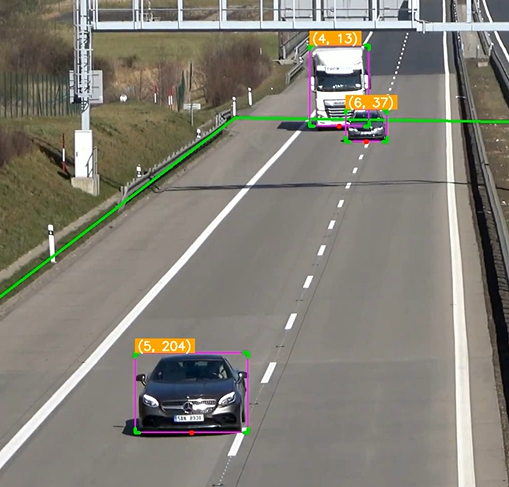 (4, 13)
(6, 37)
(5, 204)